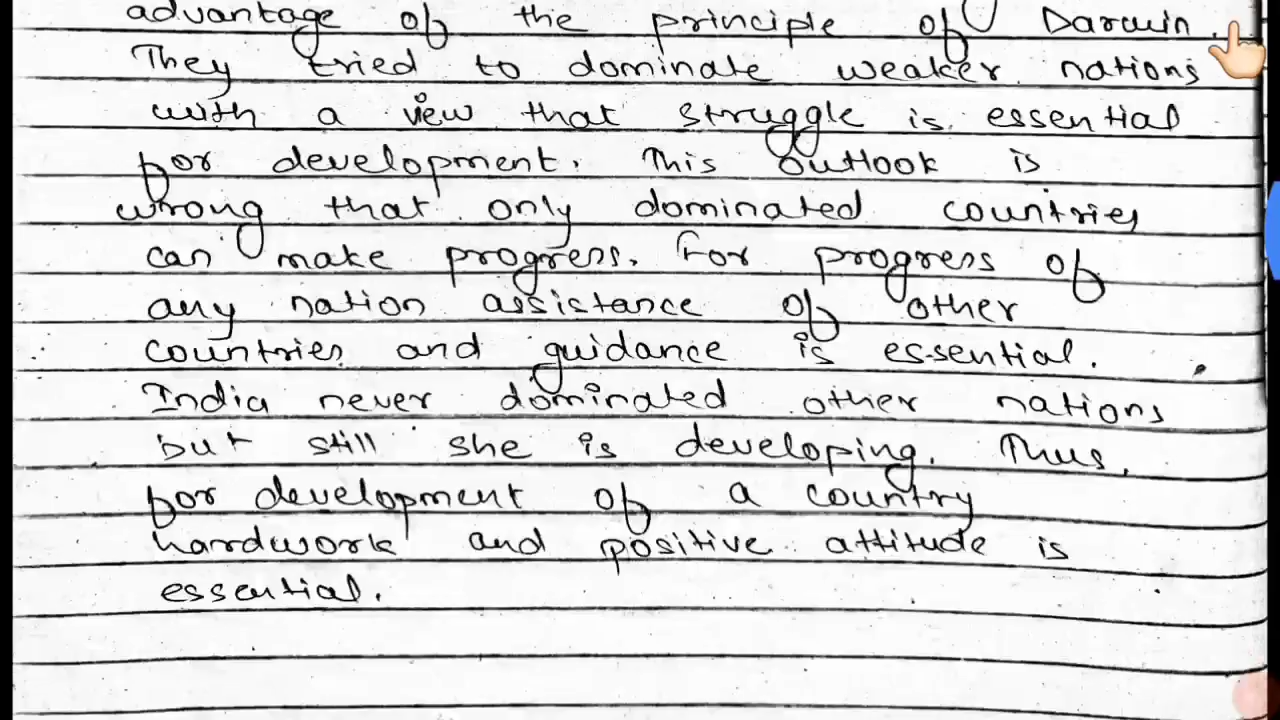 advantage of the principle of Darwin.
They tried to dominate weaker nations
with a view that struggle is essential
for development. This outlook is
wrong that only dominated countries
can make progress. For progress of
any nation assistance of other
countries and guidance is essential.
India never dominated other nations
but still she is developing. Thus,
for development of a country
hardwork and positive attitude is
essential.